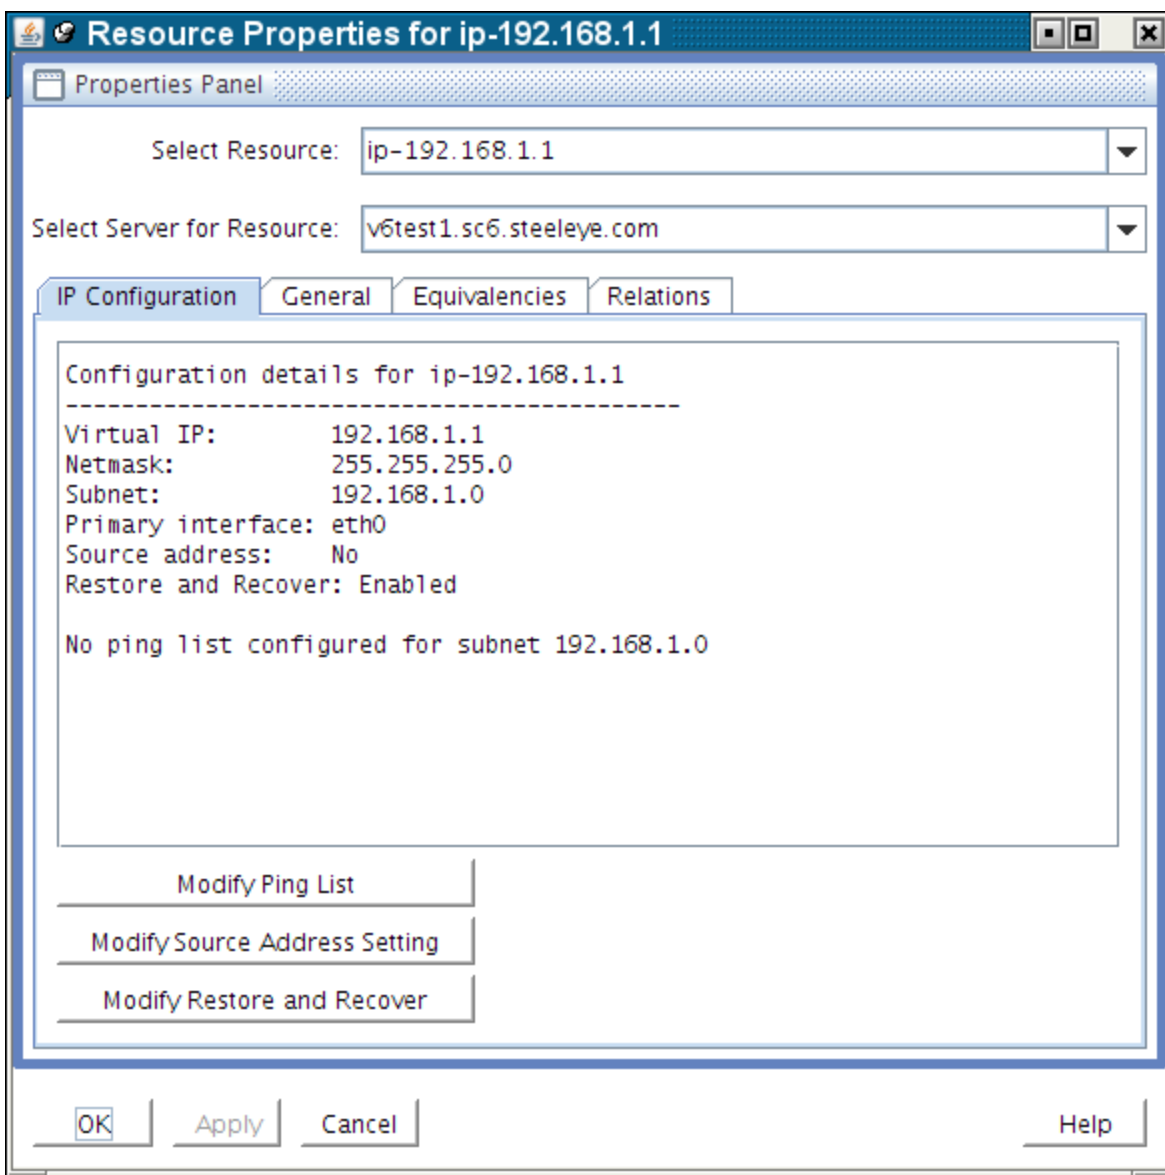 Resource Properties for ip-192.168.1.1
Properties Panel
Select Resource: ip-192.168.1.1
Select Server for Resource: v6test1.sc6.steeleye.com
IP Configuration General Equivalencies Relations
Configuration details for ip-192.168.1.1
--------------------------------------------
Virtual IP: 192.168.1.1
Netmask: 255.255.255.0
Subnet: 192.168.1.0
Primary interface: eth0
Source address: No
Restore and Recover: Enabled
No ping list configured for subnet 192.168.1.0
Modify Ping List
Modify Source Address Setting
Modify Restore and Recover
OK Apply Cancel Help